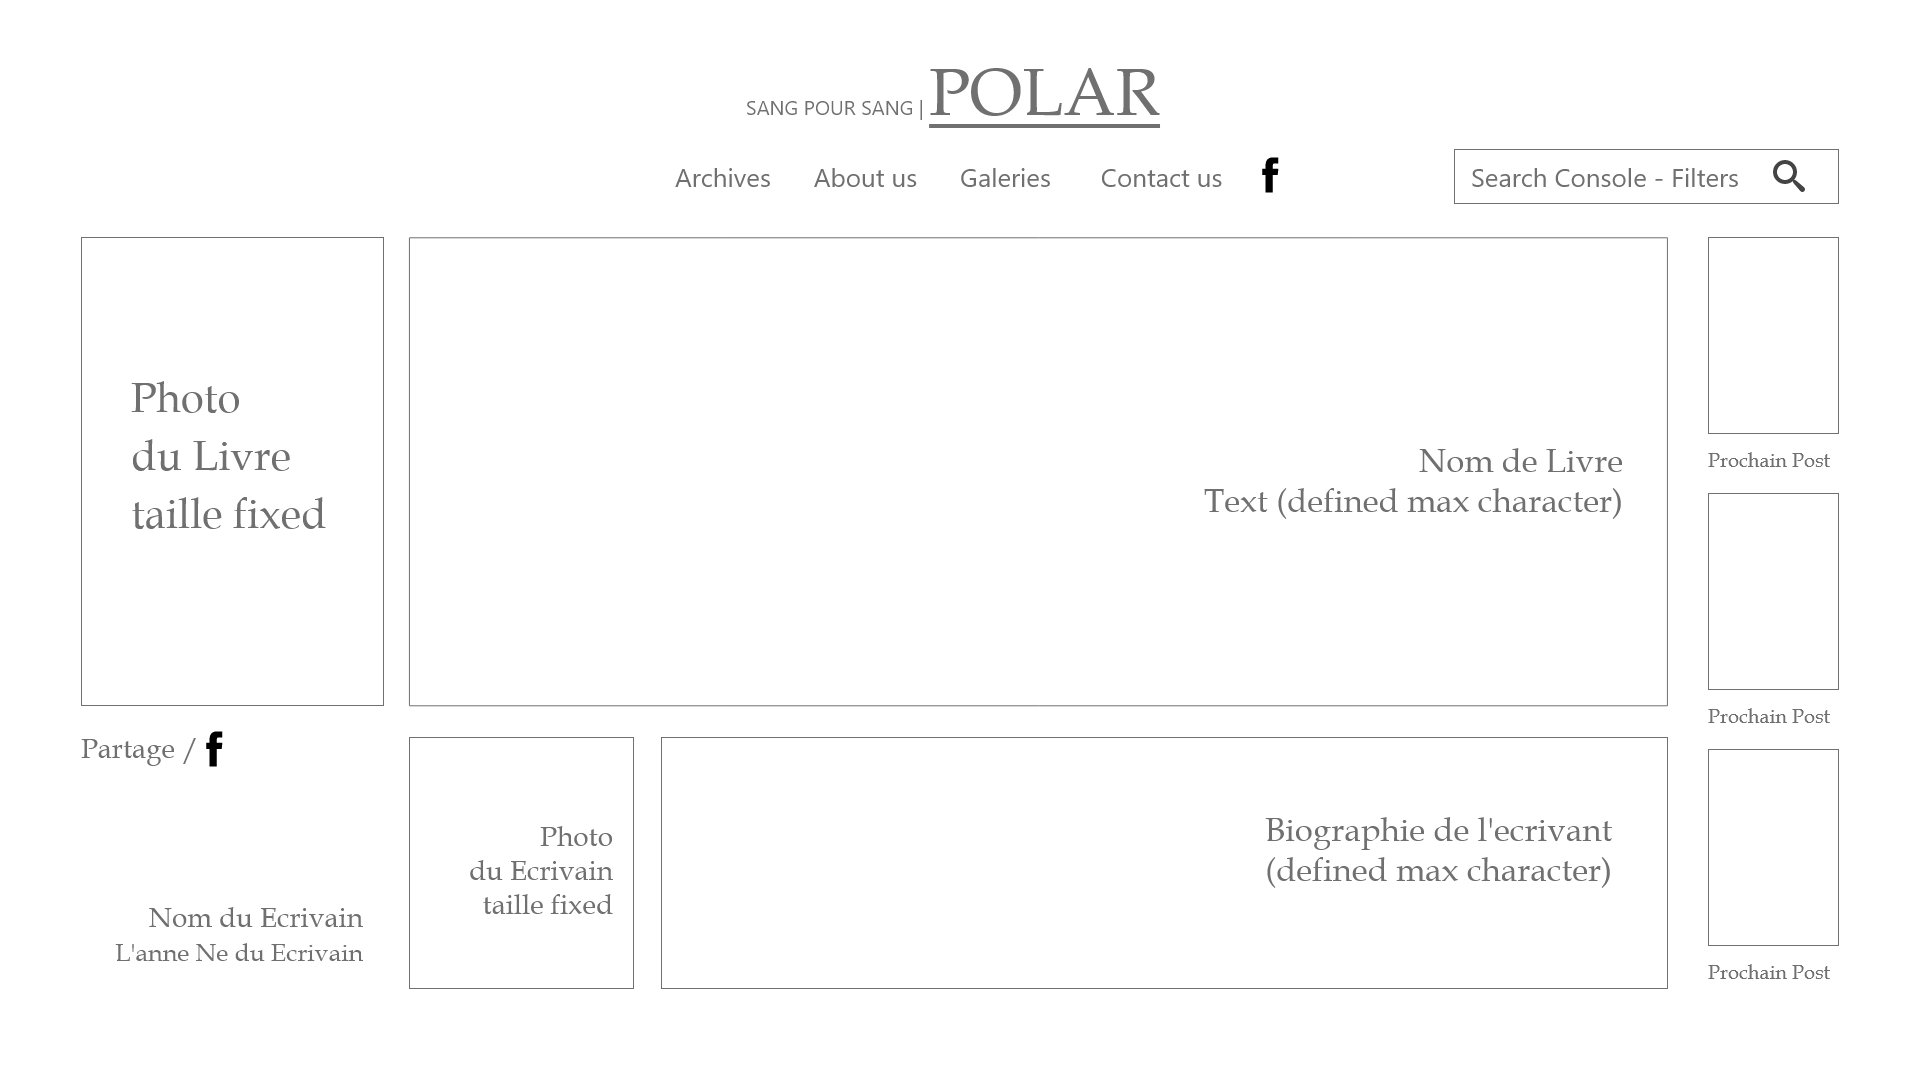 SANG POUR SANG | POLAR
Archives About us Galeries Contact us f
Search Console - Filters
Photo
du Livre
taille fixed
Nom de Livre
Text (defined max character)
Prochain Post
Prochain Post
Partage / f
Photo
du Ecrivain
taille fixed
Biographie de l'ecrivant
(defined max character)
Nom du Ecrivain
L'anne Ne du Ecrivain
Prochain Post